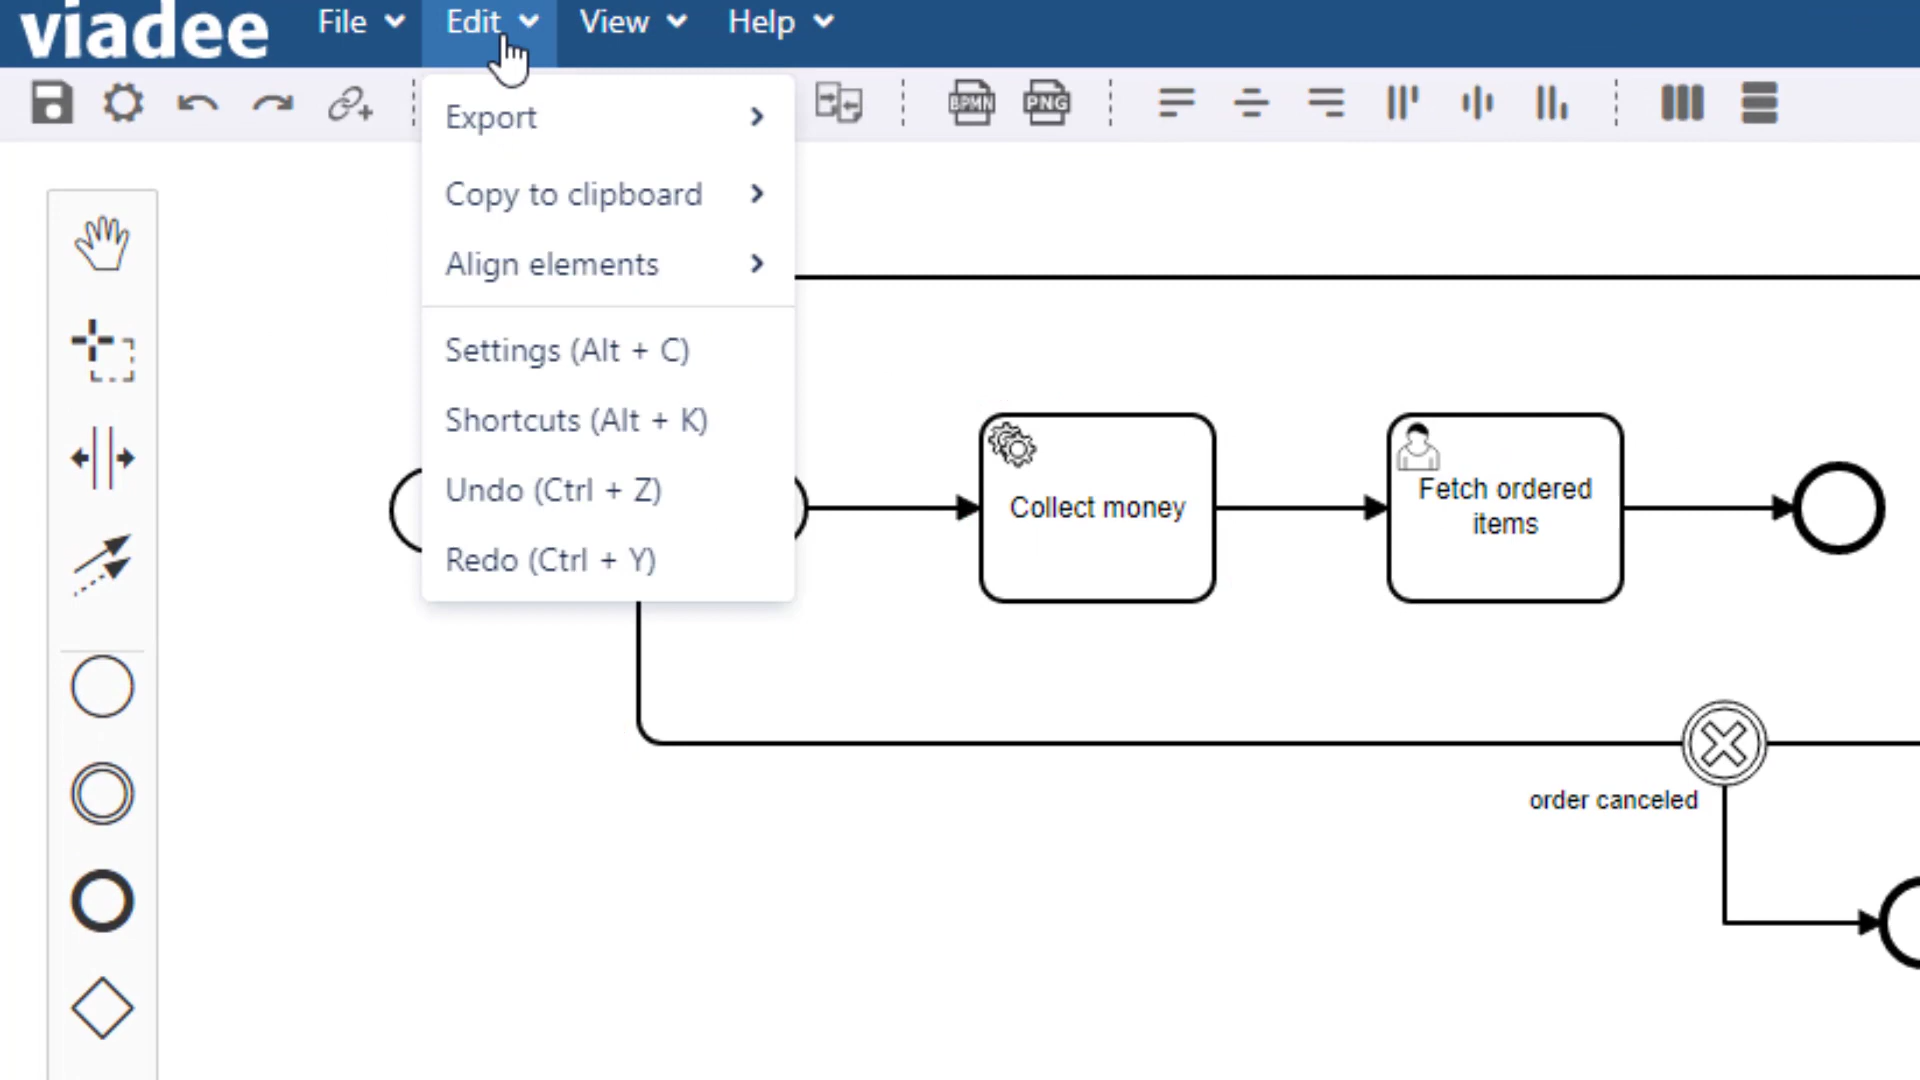 viadee File Edit View Help
BPMN PNG
Export
Copy to clipboard
Align elements
Settings (Alt + C)
Shortcuts (Alt + K)
Undo (Ctrl + Z)
Redo (Ctrl + Y)
Collect money
Fetch ordered
items
order canceled